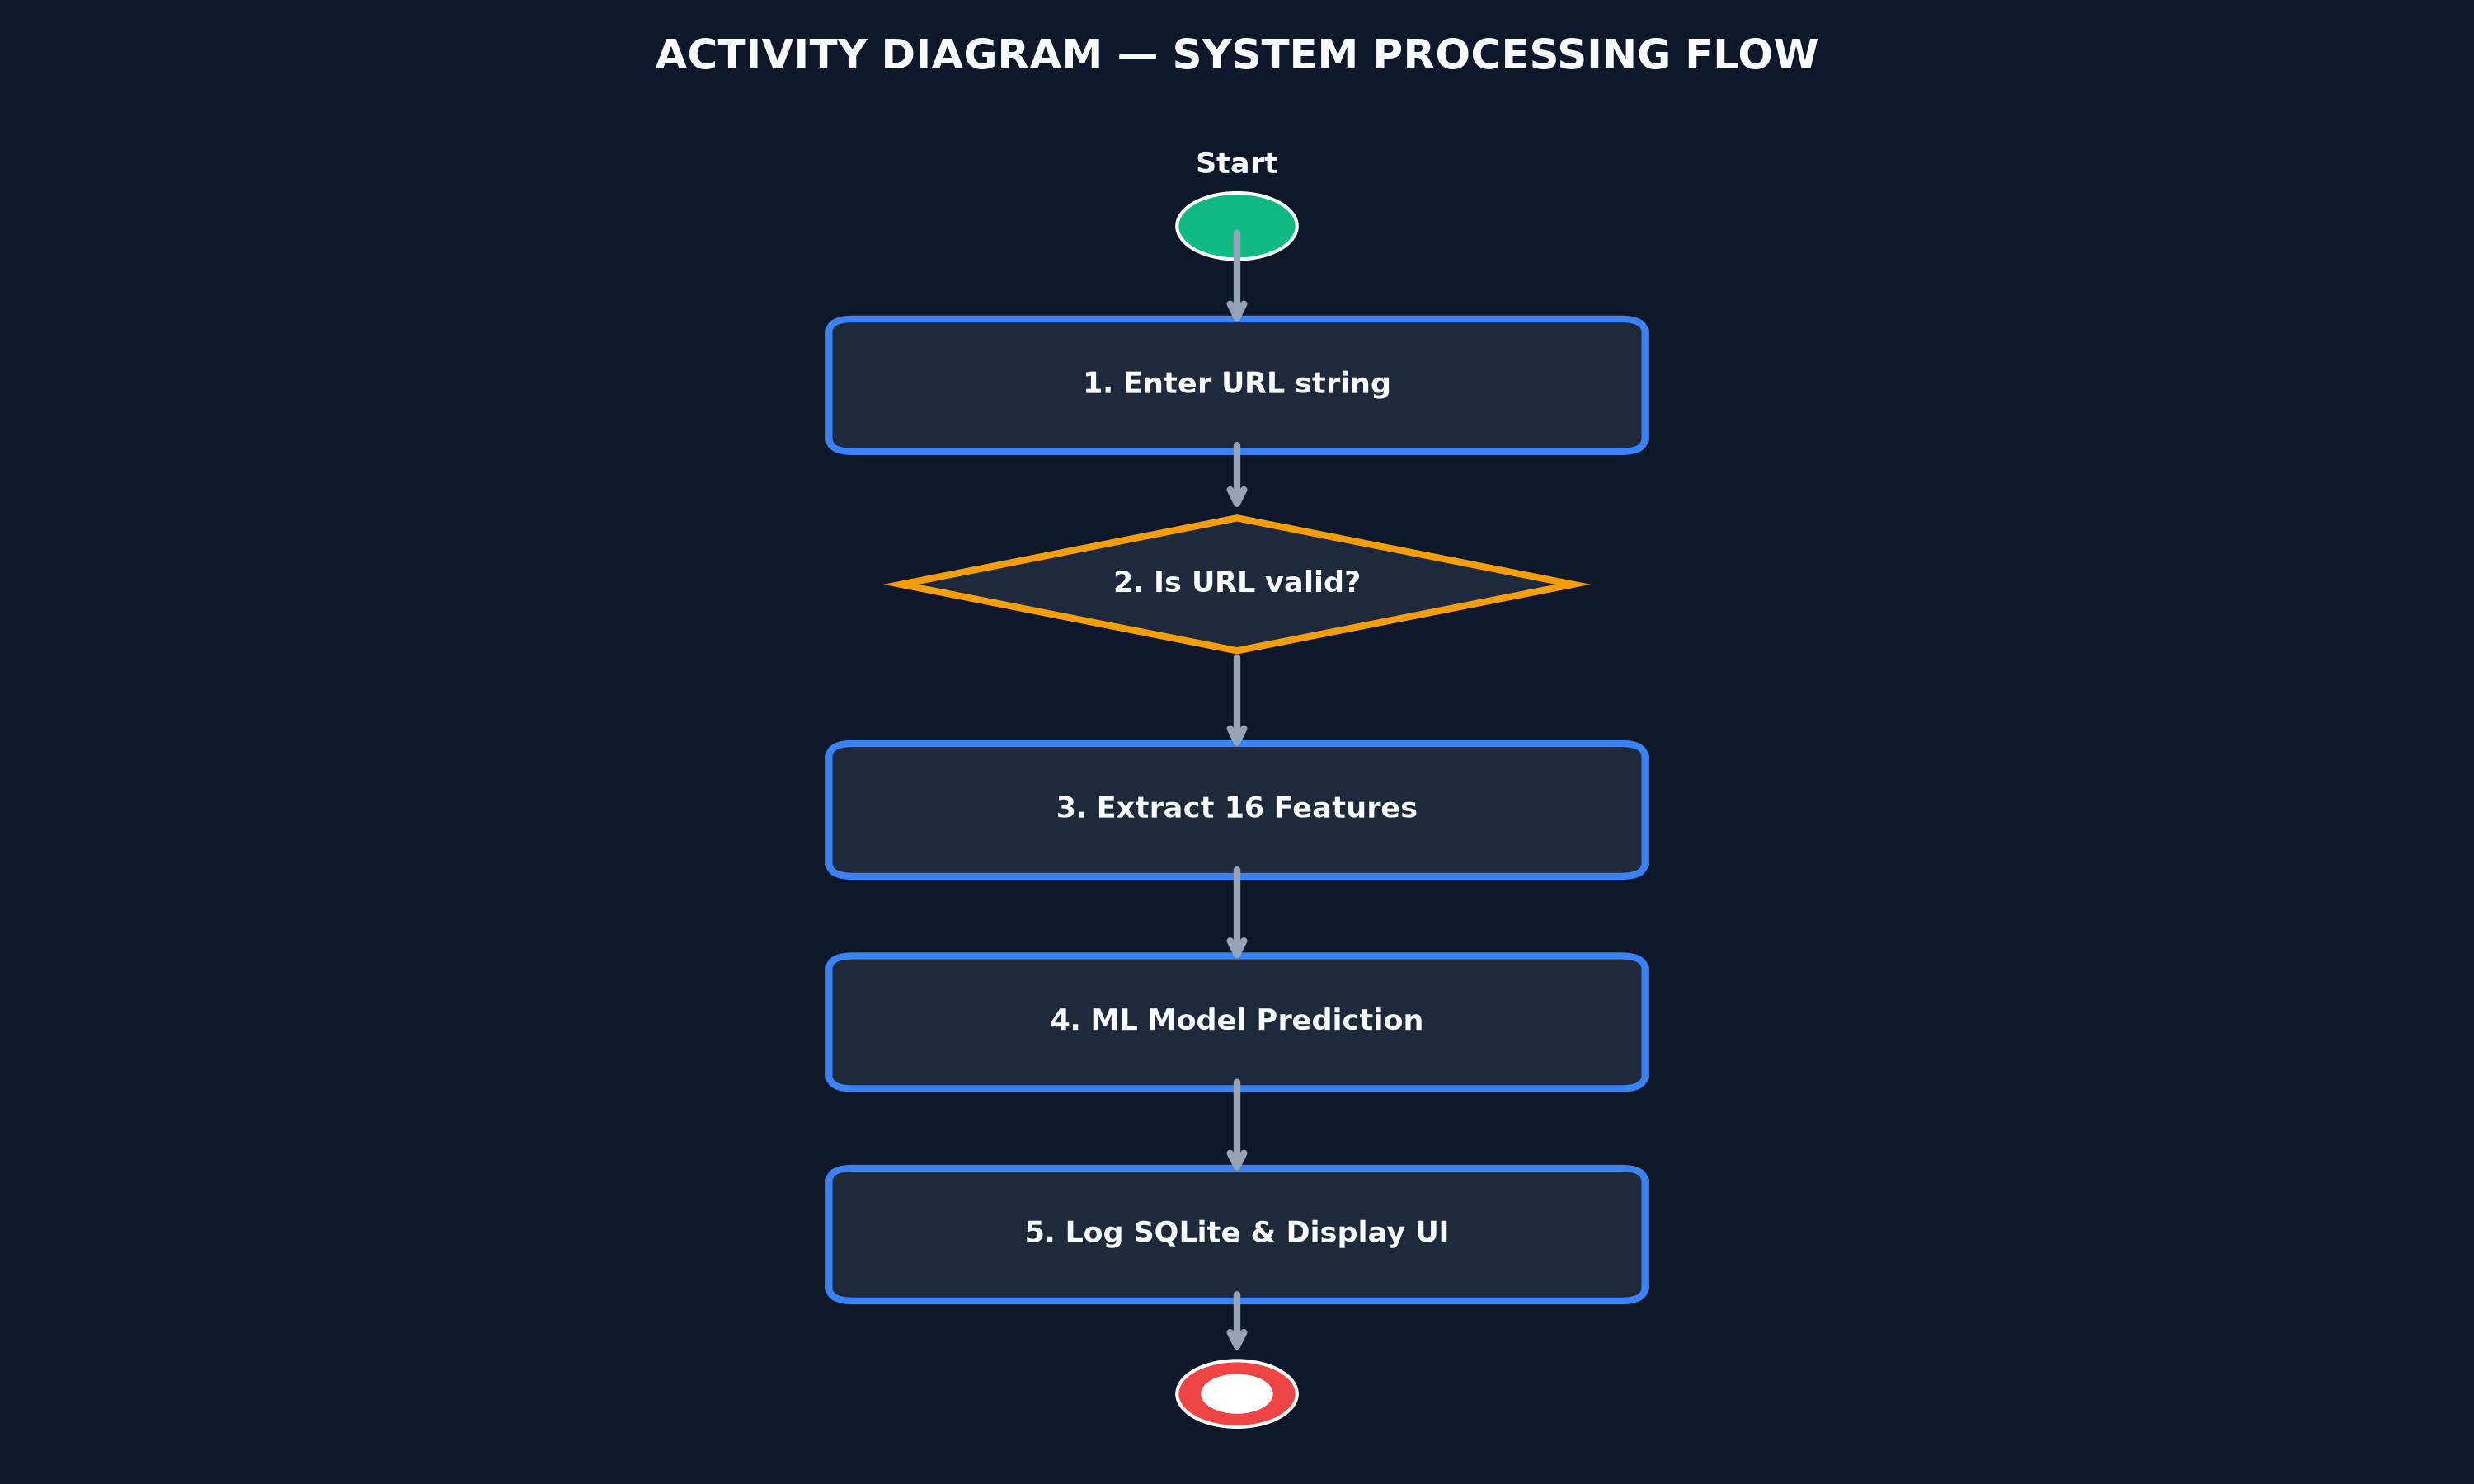 ACTIVITY DIAGRAM — SYSTEM PROCESSING FLOW
Start
1. Enter URL string
2. Is URL valid?
3. Extract 16 Features
4. ML Model Prediction
5. Log SQLite & Display UI